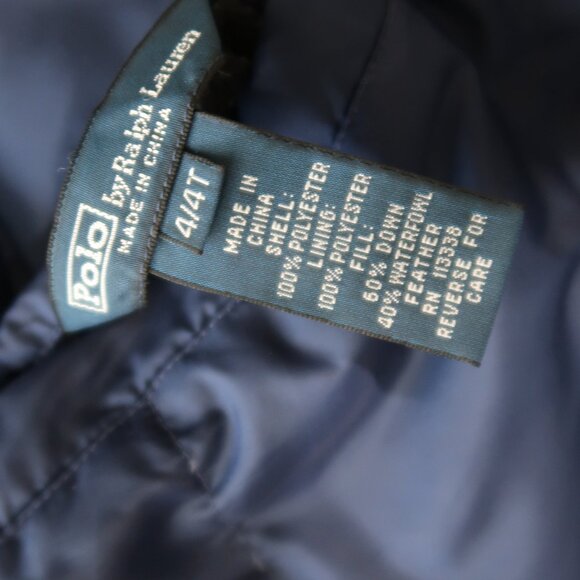 Polo by Ralph Lauren
MADE IN CHINA
4/4T
MADE IN
CHINA
SHELL:
100% POLYESTER
LINING:
100% POLYESTER
FILL:
60% DOWN
40% WATERFOWL
FEATHER
RN 113338
REVERSE FOR
CARE